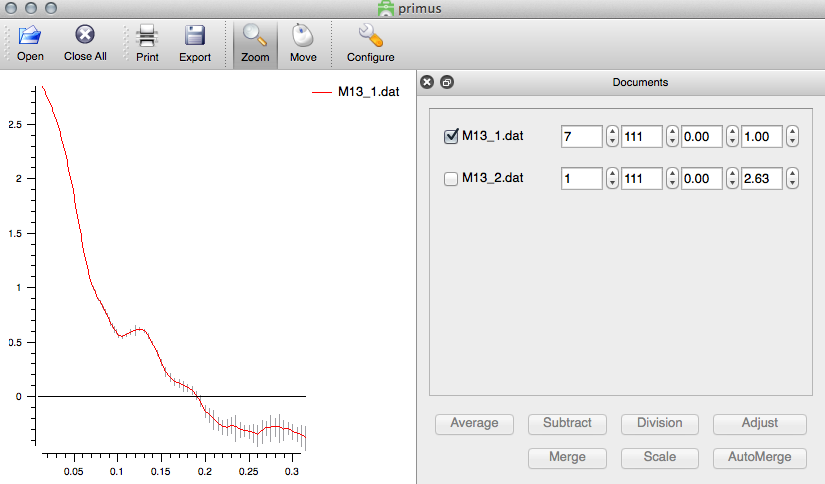 primus
Open Close All Print Export Zoom Move Configure
M13_1.dat
2.5
2
1.5
1
0.5
0
0.05 0.1 0.15 0.2 0.25 0.3
Documents
M13_1.dat 7 111 0.00 1.00
M13_2.dat 1 111 0.00 2.63
Average Subtract Division Adjust
Merge Scale AutoMerge